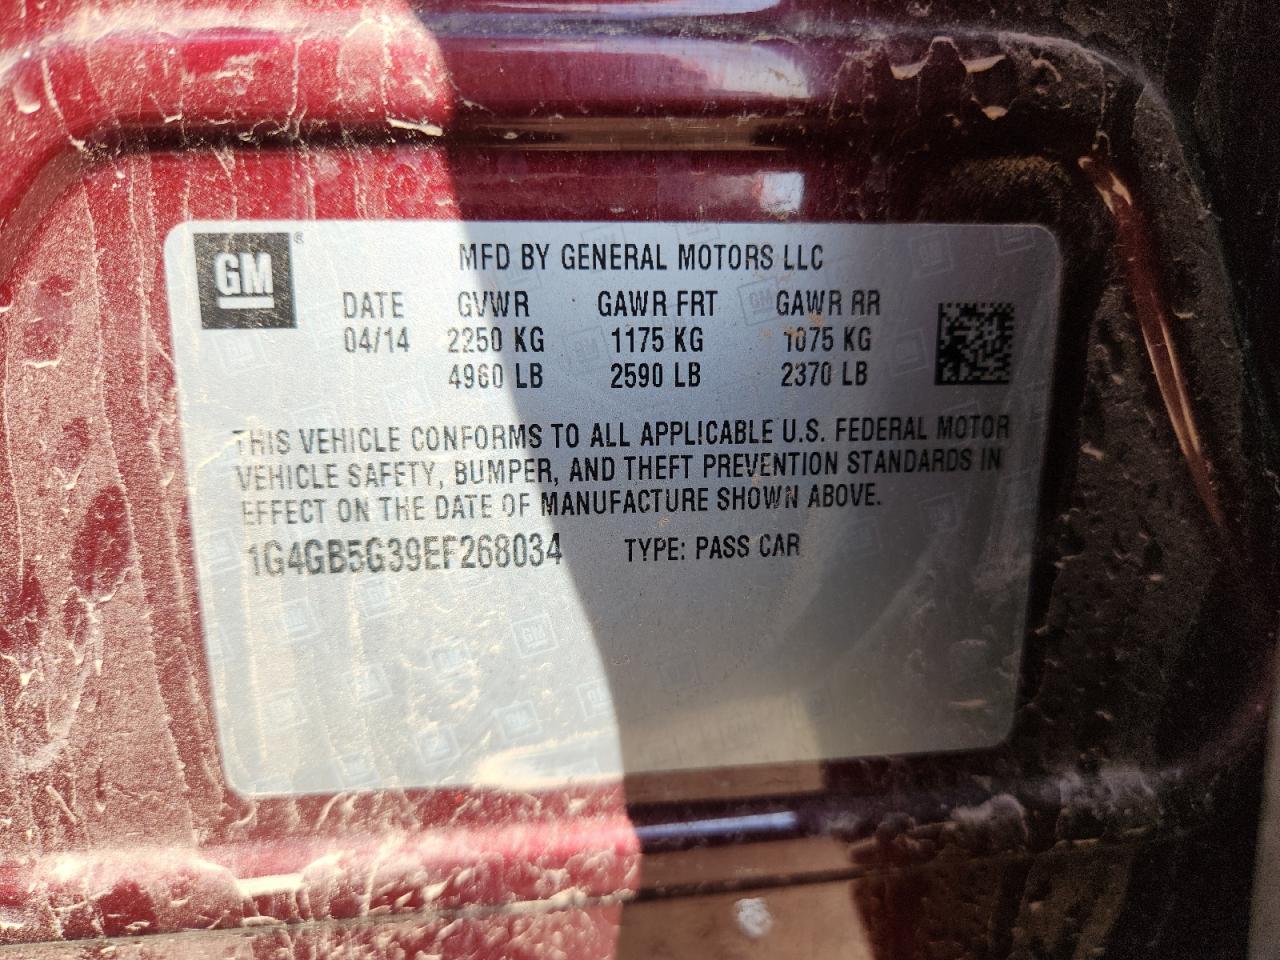 GM®
MFD BY GENERAL MOTORS LLC
DATE GVWR GAWR FRT GAWR RR
04/14 2250 KG 1175 KG 1075 KG
4960 LB 2590 LB 2370 LB
THIS VEHICLE CONFORMS TO ALL APPLICABLE U.S. FEDERAL MOTOR
VEHICLE SAFETY, BUMPER, AND THEFT PREVENTION STANDARDS IN
EFFECT ON THE DATE OF MANUFACTURE SHOWN ABOVE.
1G4GB5G39EF268034 TYPE: PASS CAR